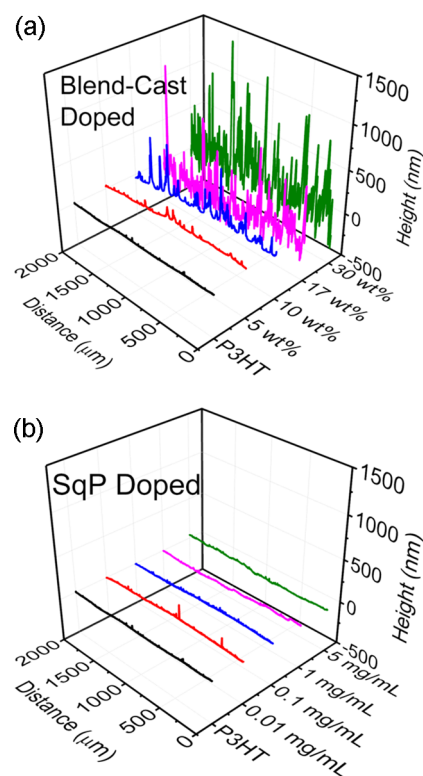 (a)
Blend-Cast
Doped
1500
1000
500
0
-500
Height (nm)
2000
1500
1000
500
0
Distance (μm)
P3HT
5 wt%
10 wt%
17 wt%
30 wt%
(b)
SqP Doped
1500
1000
500
0
-500
Height (nm)
2000
1500
1000
500
0
Distance (μm)
P3HT
0.01 mg/mL
0.1 mg/mL
1 mg/mL
5 mg/mL